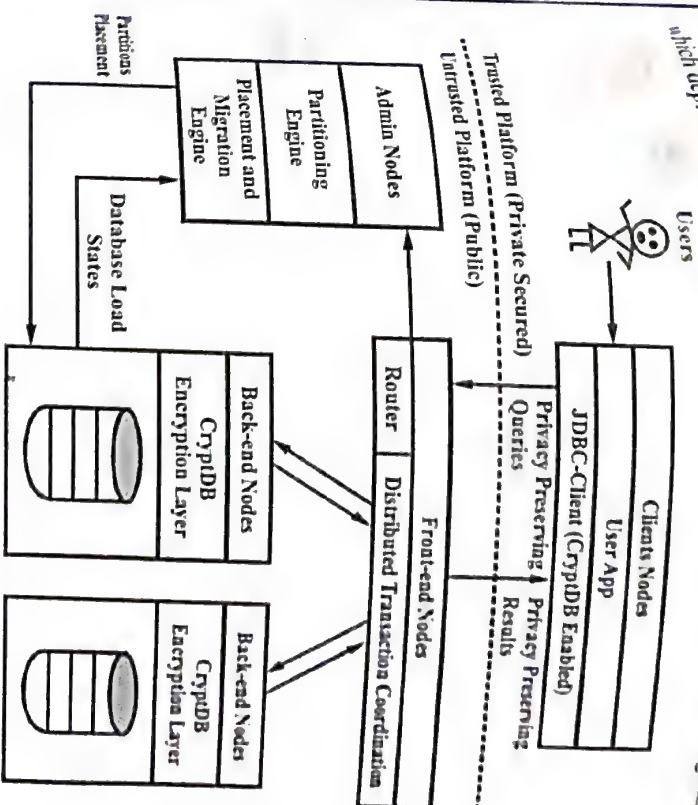 which dep
Users
Clients Nodes
User App
JDBC-Client (CryptDB Enabled)
Privacy Preserving
Queries
Privacy Preserving
Results
Trusted Platform (Private Secured)
Untrusted Platform (Public)
Admin Nodes
Partitioning
Engine
Placement and
Migration
Engine
Front-end Nodes
Router
Distributed Transaction Coordination
Partitions
Placement
Database Load
States
Back-end Nodes
CryptDB
Encryption Layer
Back-end Nodes
CryptDB
Encryption Layer